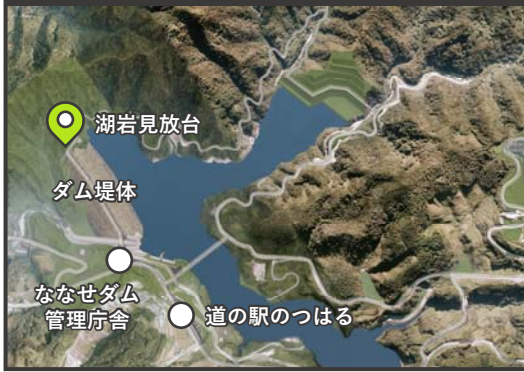 湖岩見放台
ダム堤体
ななせダム
管理庁舎
道の駅のつはる